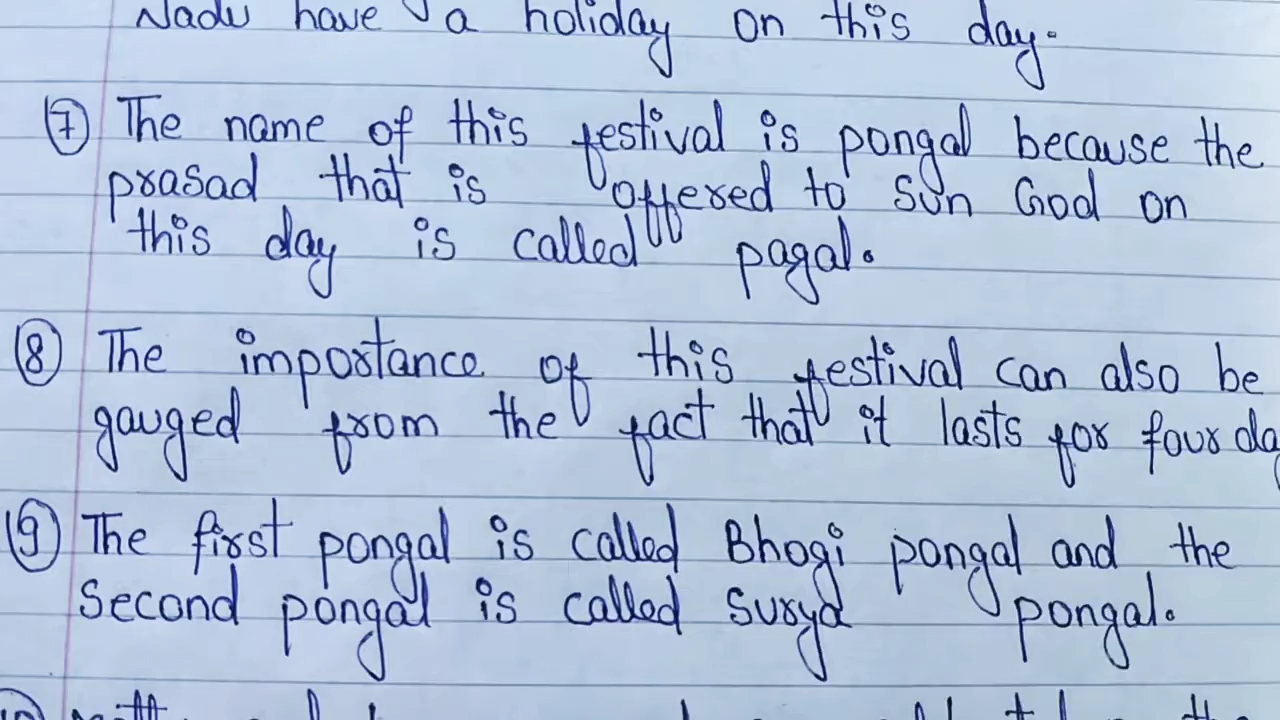 Nadu have a holiday on this day.
7 The name of this festival is pongal because the
prasad that is offered to Sun God on
this day is called pagal.
8 The importance of this festival can also be
gauged from the fact that it lasts for four da
9 The first pongal is called Bhogi pongal and the
Second pongal is called Surya pongal.